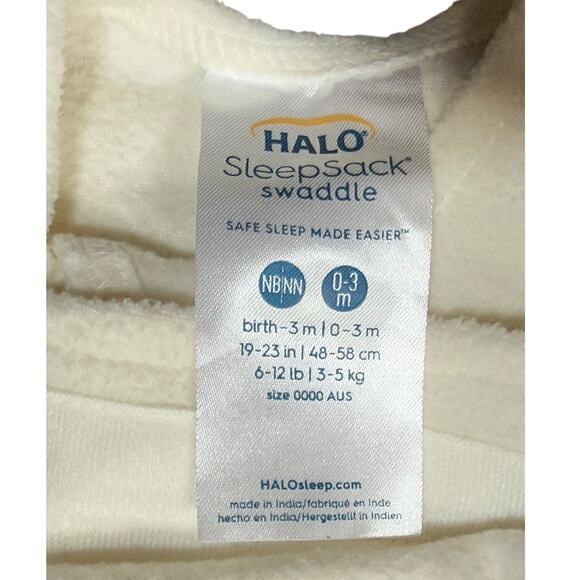 HALO®
SleepSack®
swaddle
SAFE SLEEP MADE EASIER™
NB|NN
0-3
m
birth-3 m | 0-3 m
19-23 in | 48-58 cm
6-12 lb | 3-5 kg
size 0000 AUS
HALOsleep.com
made in India/fabriqué en Inde
hecho en India/Hergestellt in Indien